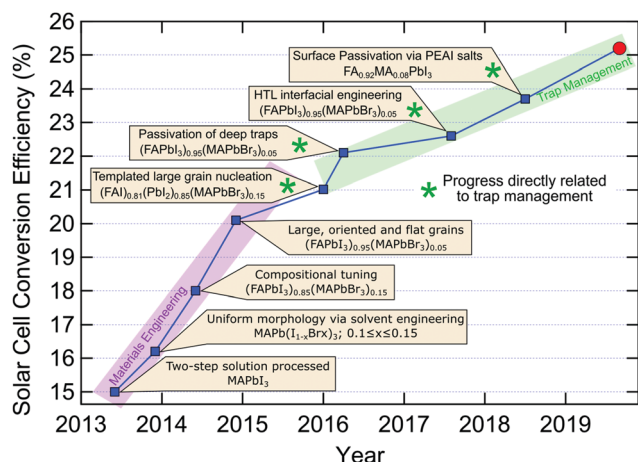 26
25
24
23
22
21
20
19
18
17
16
15
Solar Cell Conversion Efficiency (%)
Surface Passivation via PEAI salts
FA0.92MA0.08PbI3
Trap Management
HTL interfacial engineering
(FAPbI3)0.95(MAPbBr3)0.05
Passivation of deep traps
(FAPbI3)0.95(MAPbBr3)0.05
Templated large grain nucleation
(FAI)0.81(PbI2)0.85(MAPbBr3)0.15
* Progress directly related
to trap management
Large, oriented and flat grains
(FAPbI3)0.95(MAPbBr3)0.05
Compositional tuning
(FAPbI3)0.85(MAPbBr3)0.15
Materials Engineering
Uniform morphology via solvent engineering
MAPb(I1-xBrx)3; 0.1≤x≤0.15
Two-step solution processed
MAPbI3
2013 2014 2015 2016 2017 2018 2019
Year